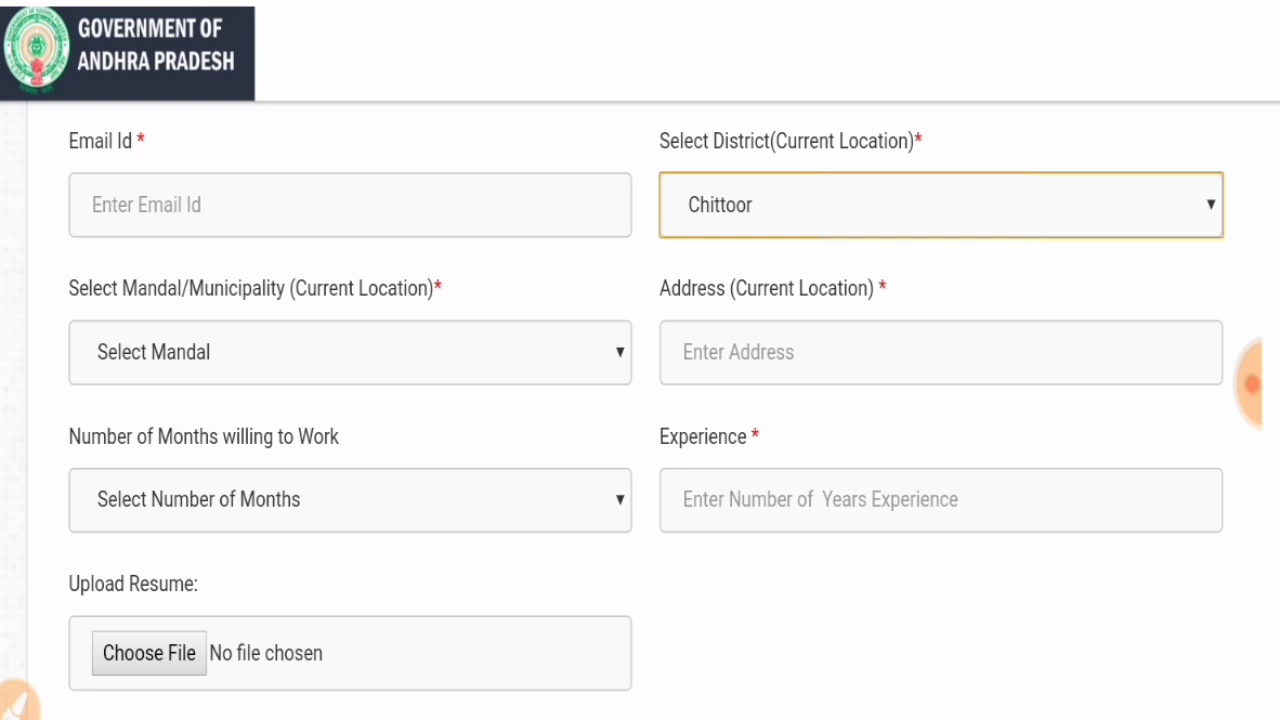 GOVERNMENT OF
ANDHRA PRADESH
Email Id *
Select District(Current Location)*
Enter Email Id
Chittoor
Select Mandal/Municipality (Current Location)*
Address (Current Location) *
Select Mandal
Enter Address
Number of Months willing to Work
Experience *
Select Number of Months
Enter Number of  Years Experience
Upload Resume:
Choose File No file chosen